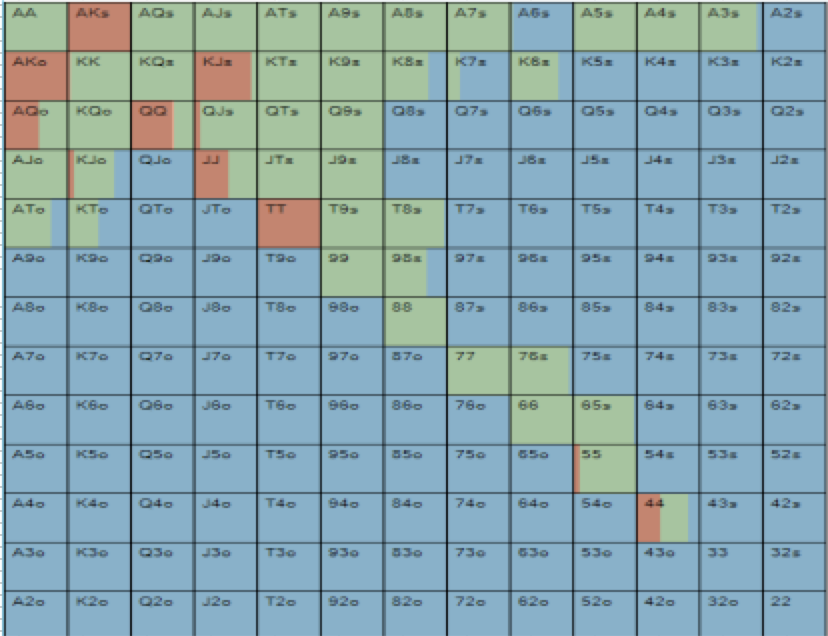 AA AKs AQs AJs ATs A9s A8s A7s A6s A5s A4s A3s A2s
AKo KK KQs KJs KTs K9s K8s K7s K6s K5s K4s K3s K2s
AQo KQo QQ QJs QTs Q9s Q8s Q7s Q6s Q5s Q4s Q3s Q2s
AJo KJo QJo JJ JTs J9s J8s J7s J6s J5s J4s J3s J2s
ATo KTo QTo JTo TT T9s T8s T7s T6s T5s T4s T3s T2s
A9o K9o Q9o J9o T9o 99 98s 97s 96s 95s 94s 93s 92s
A8o K8o Q8o J8o T8o 98o 88 87s 86s 85s 84s 83s 82s
A7o K7o Q7o J7o T7o 97o 87o 77 76s 75s 74s 73s 72s
A6o K6o Q6o J6o T6o 96o 86o 76o 66 65s 64s 63s 62s
A5o K5o Q5o J5o T5o 95o 85o 75o 65o 55 54s 53s 52s
A4o K4o Q4o J4o T4o 94o 84o 74o 64o 54o 44 43s 42s
A3o K3o Q3o J3o T3o 93o 83o 73o 63o 53o 43o 33 32s
A2o K2o Q2o J2o T2o 92o 82o 72o 62o 52o 42o 32o 22